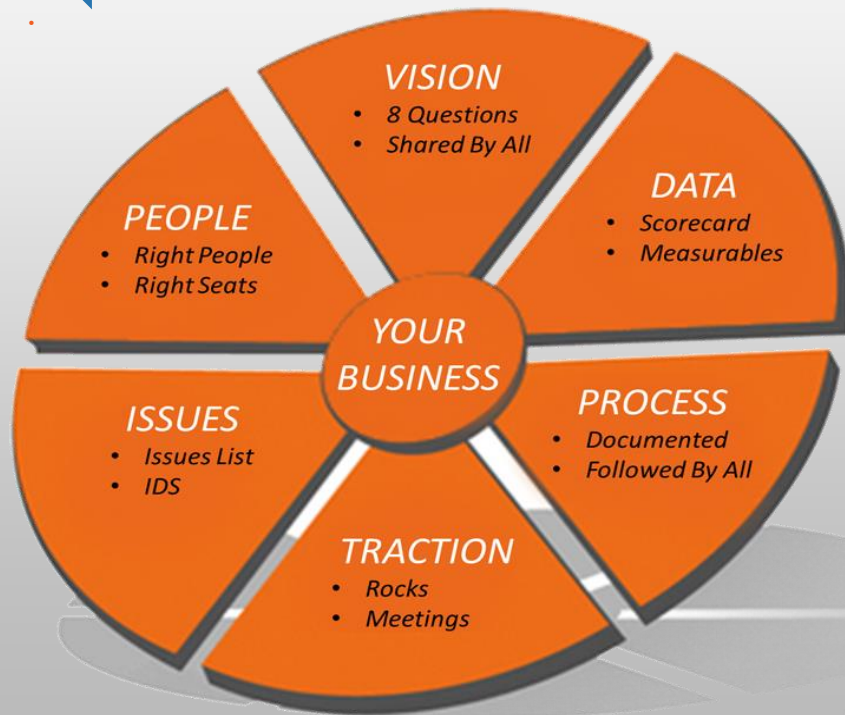 VISION
• 8 Questions
• Shared By All
DATA
• Scorecard
• Measurables
PEOPLE
• Right People
• Right Seats
YOUR
BUSINESS
PROCESS
• Documented
• Followed By All
ISSUES
• Issues List
• IDS
TRACTION
• Rocks
• Meetings